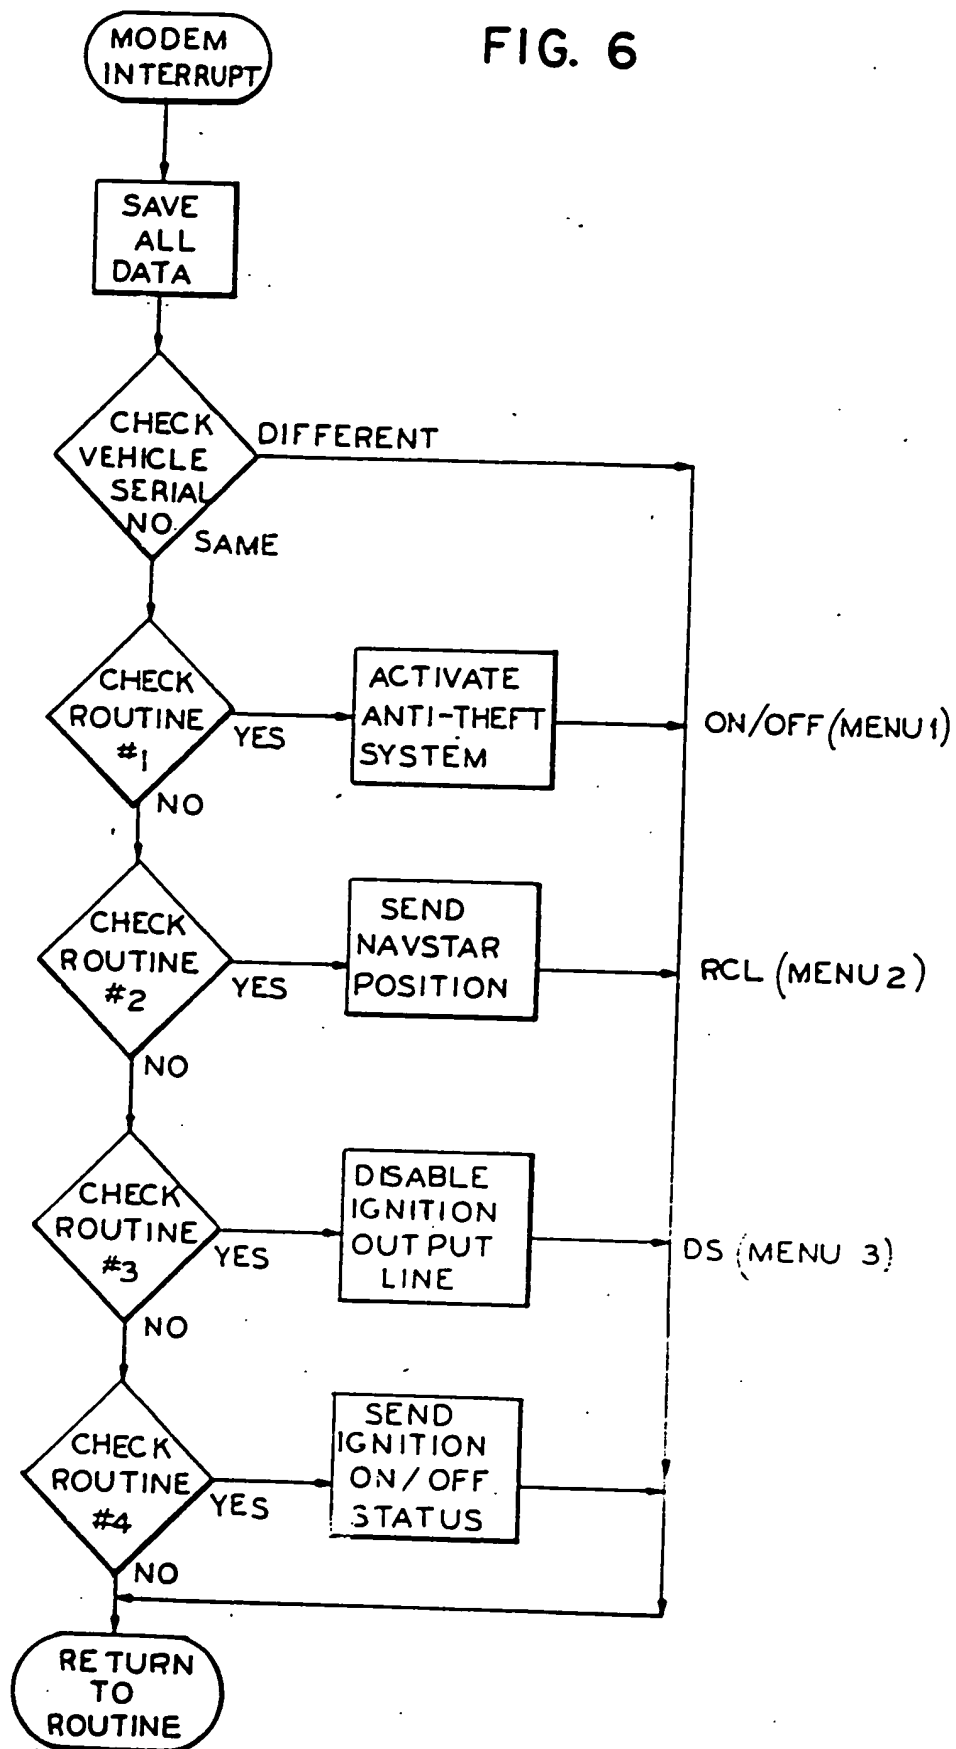 FIG. 6
MODEM
INTERRUPT
SAVE
ALL
DATA
CHECK
VEHICLE
SERIAL
NO.
DIFFERENT
SAME
CHECK
ROUTINE
#1
YES
NO
ACTIVATE
ANTI-THEFT
SYSTEM
ON/OFF (MENU 1)
CHECK
ROUTINE
#2
YES
NO
SEND
NAVSTAR
POSITION
RCL (MENU 2)
CHECK
ROUTINE
#3
YES
NO
DISABLE
IGNITION
OUTPUT
LINE
DS (MENU 3)
CHECK
ROUTINE
#4
YES
NO
SEND
IGNITION
ON/OFF
STATUS
RETURN
TO
ROUTINE